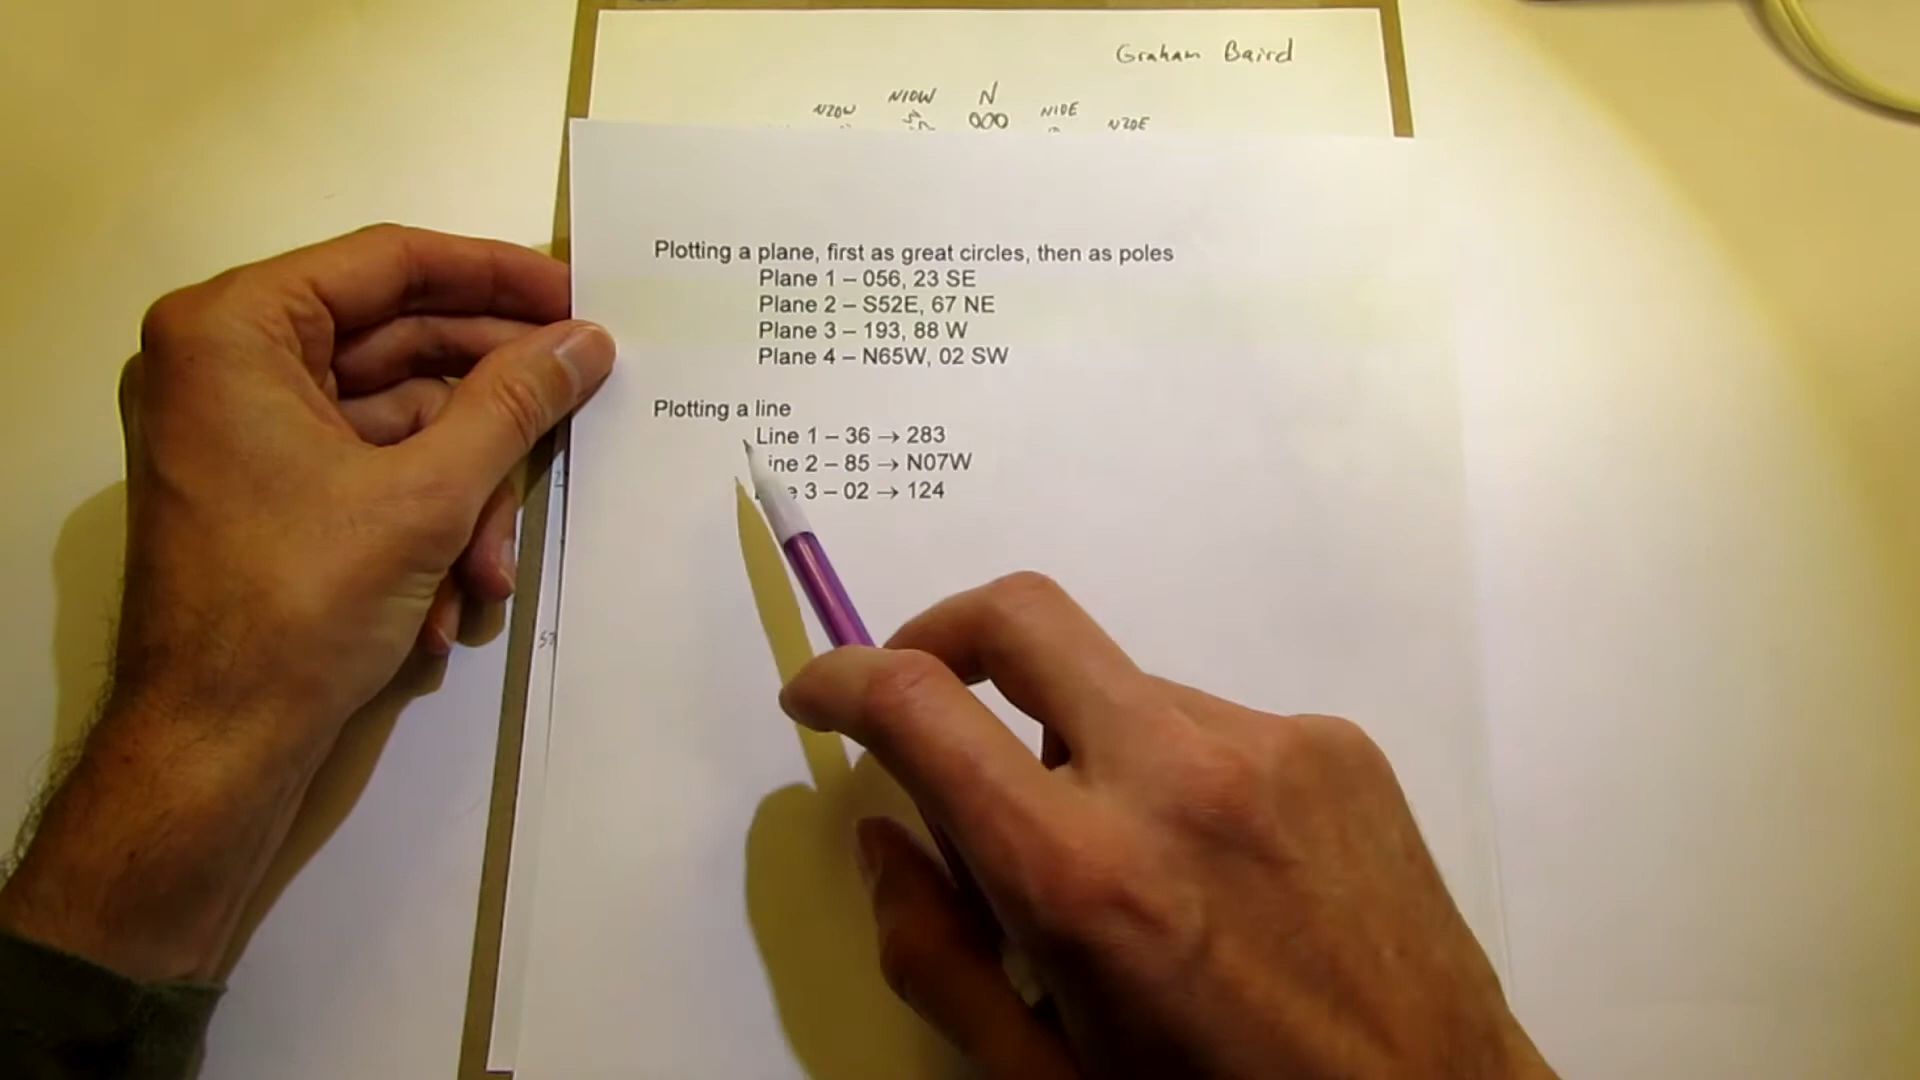 Graham Baird
N20W N10W N N10E N20E
000
Plotting a plane, first as great circles, then as poles
Plane 1 – 056, 23 SE
Plane 2 – S52E, 67 NE
Plane 3 – 193, 88 W
Plane 4 – N65W, 02 SW
Plotting a line
Line 1 – 36 → 283
ine 2 – 85 → N07W
e 3 – 02 → 124